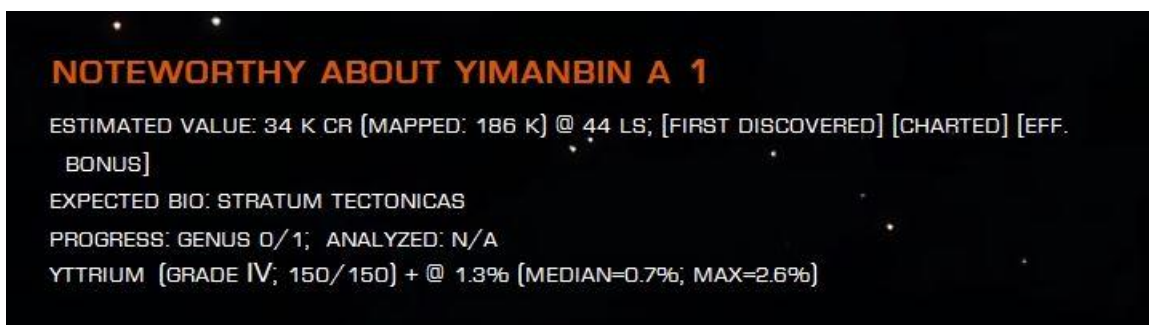 NOTEWORTHY ABOUT YIMANBIN A 1
ESTIMATED VALUE: 34 K CR (MAPPED: 186 K) @ 44 LS; [FIRST DISCOVERED] [CHARTED] [EFF.
BONUS]
EXPECTED BIO: STRATUM TECTONICAS
PROGRESS: GENUS 0/1; ANALYZED: N/A
YTTRIUM (GRADE IV; 150/150) + @ 1.3% (MEDIAN=0.7%; MAX=2.6%)